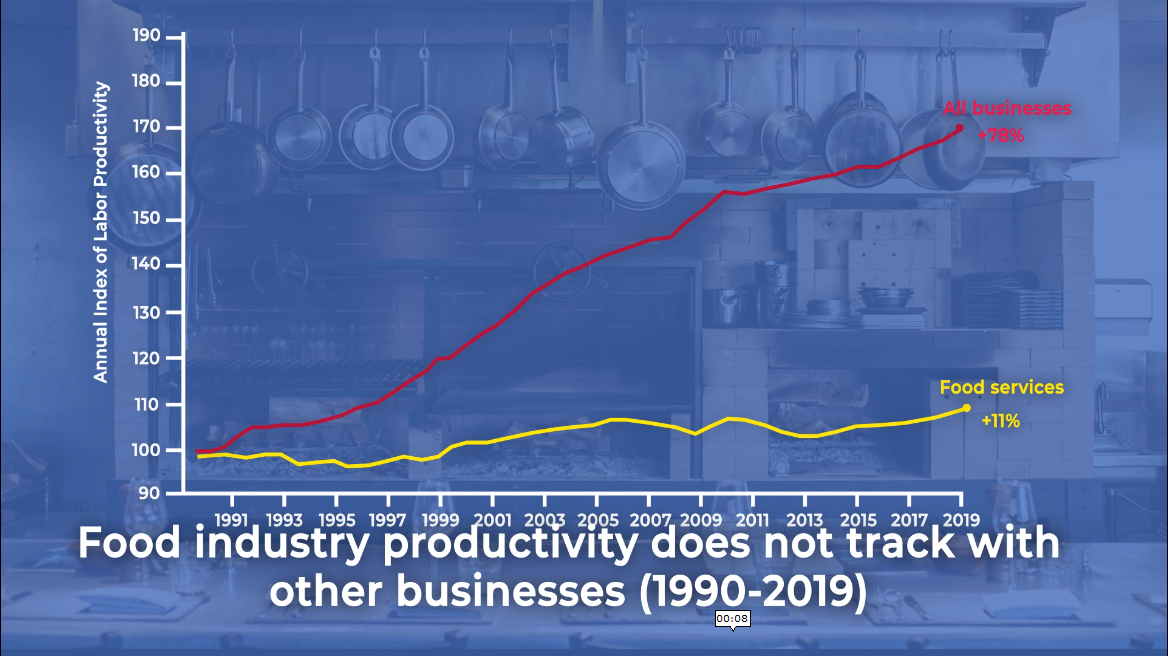 190
180
170
160
150
140
130
120
110
100
90
Annual Index of Labor Productivity
All businesses
+78%
Food services
+11%
1991 1993 1995 1997 1999 2001 2003 2005 2007 2009 2011 2013 2015 2017 2019
Food industry productivity does not track with
other businesses (1990-2019)
00:08